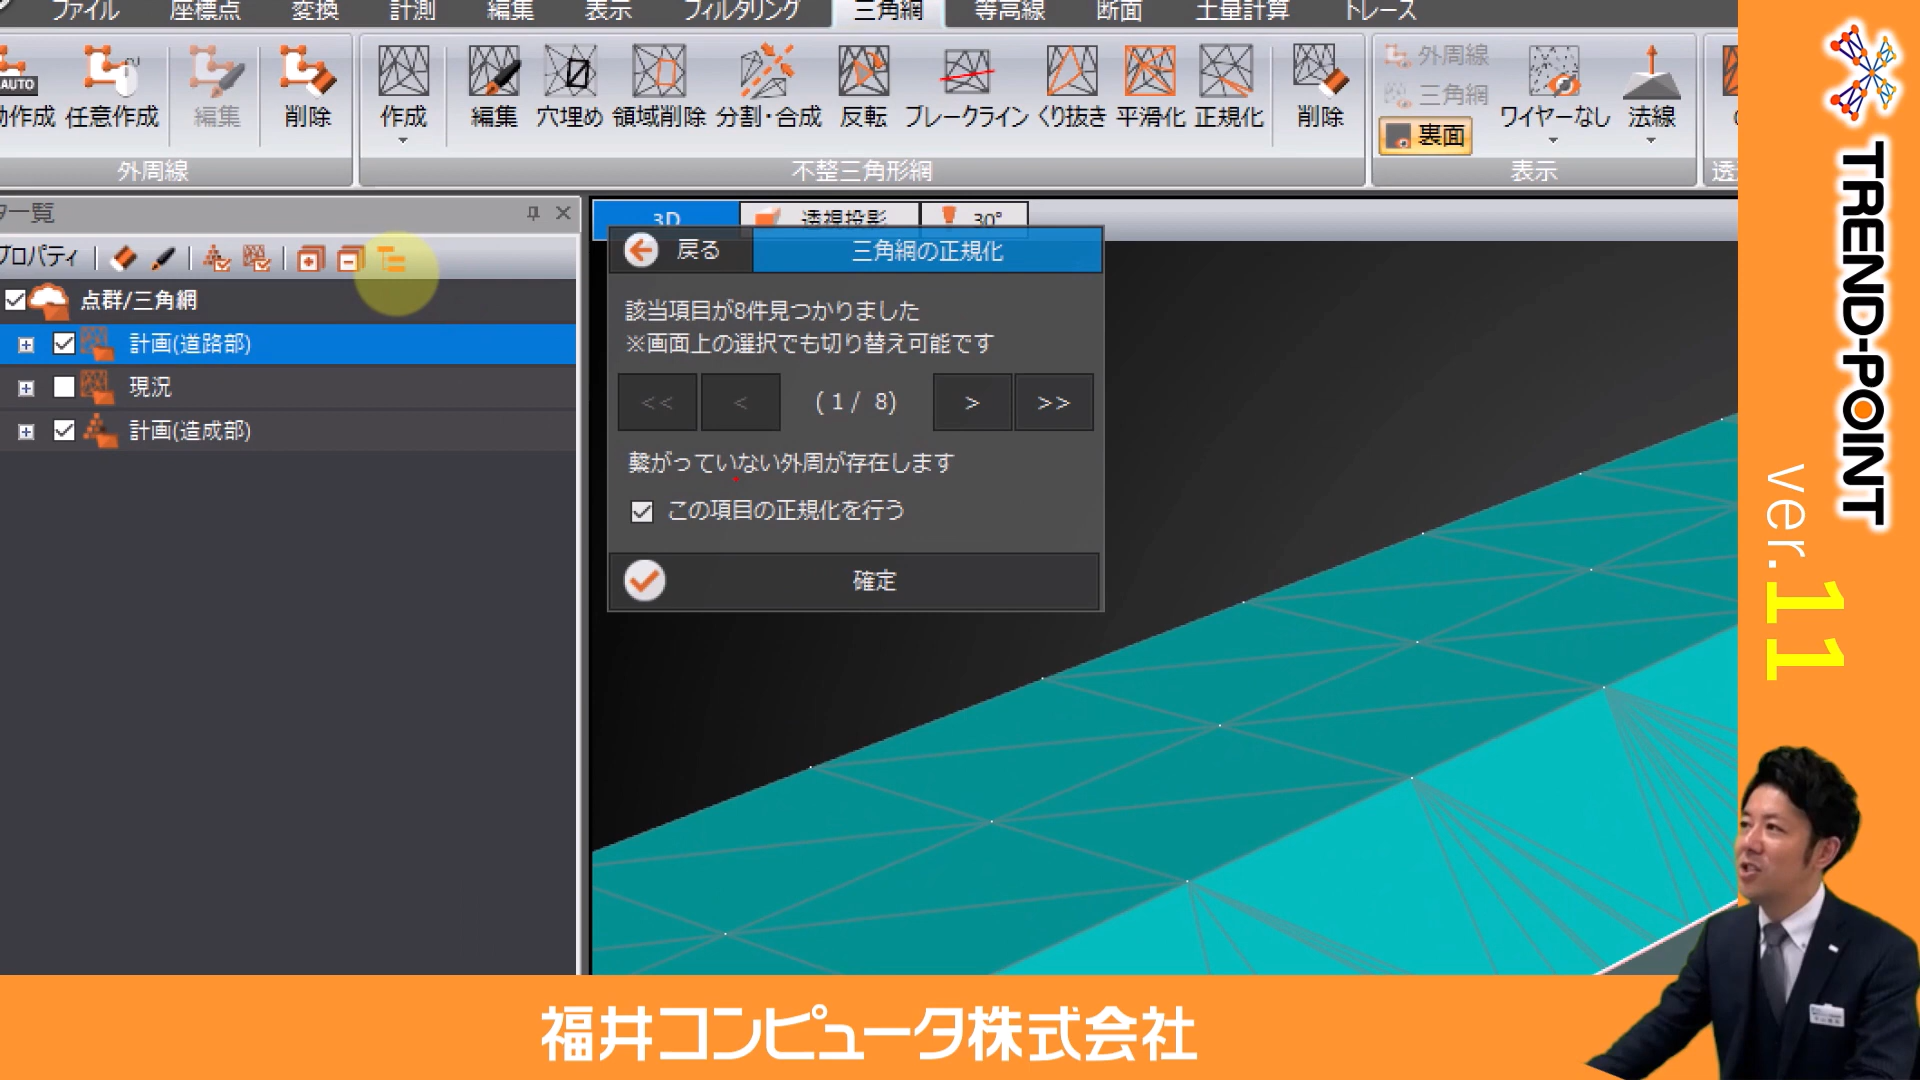 ファイル 座標点 変換 計測 編集 表示 フィルタリング 三角網 等高線 断面 土量計算 トレース
AUTO
動作成 任意作成 編集 削除 作成 編集 穴埋め 領域削除 分割・合成 反転 ブレークライン くり抜き 平滑化 正規化 削除 外周線 三角網 裏面 ワイヤーなし 法線
外周線 不整三角形網 表示 透
タ一覧
プロパティ
点群/三角網
計画(道路部)
現況
計画(造成部)
3D 透視投影 30°
戻る 三角網の正規化
該当項目が8件見つかりました
※画面上の選択でも切り替え可能です
<< < ( 1 / 8) > >>
繋がっていない外周が存在します
この項目の正規化を行う
確定
TREND-POINT
ver.11
福井コンピュータ株式会社